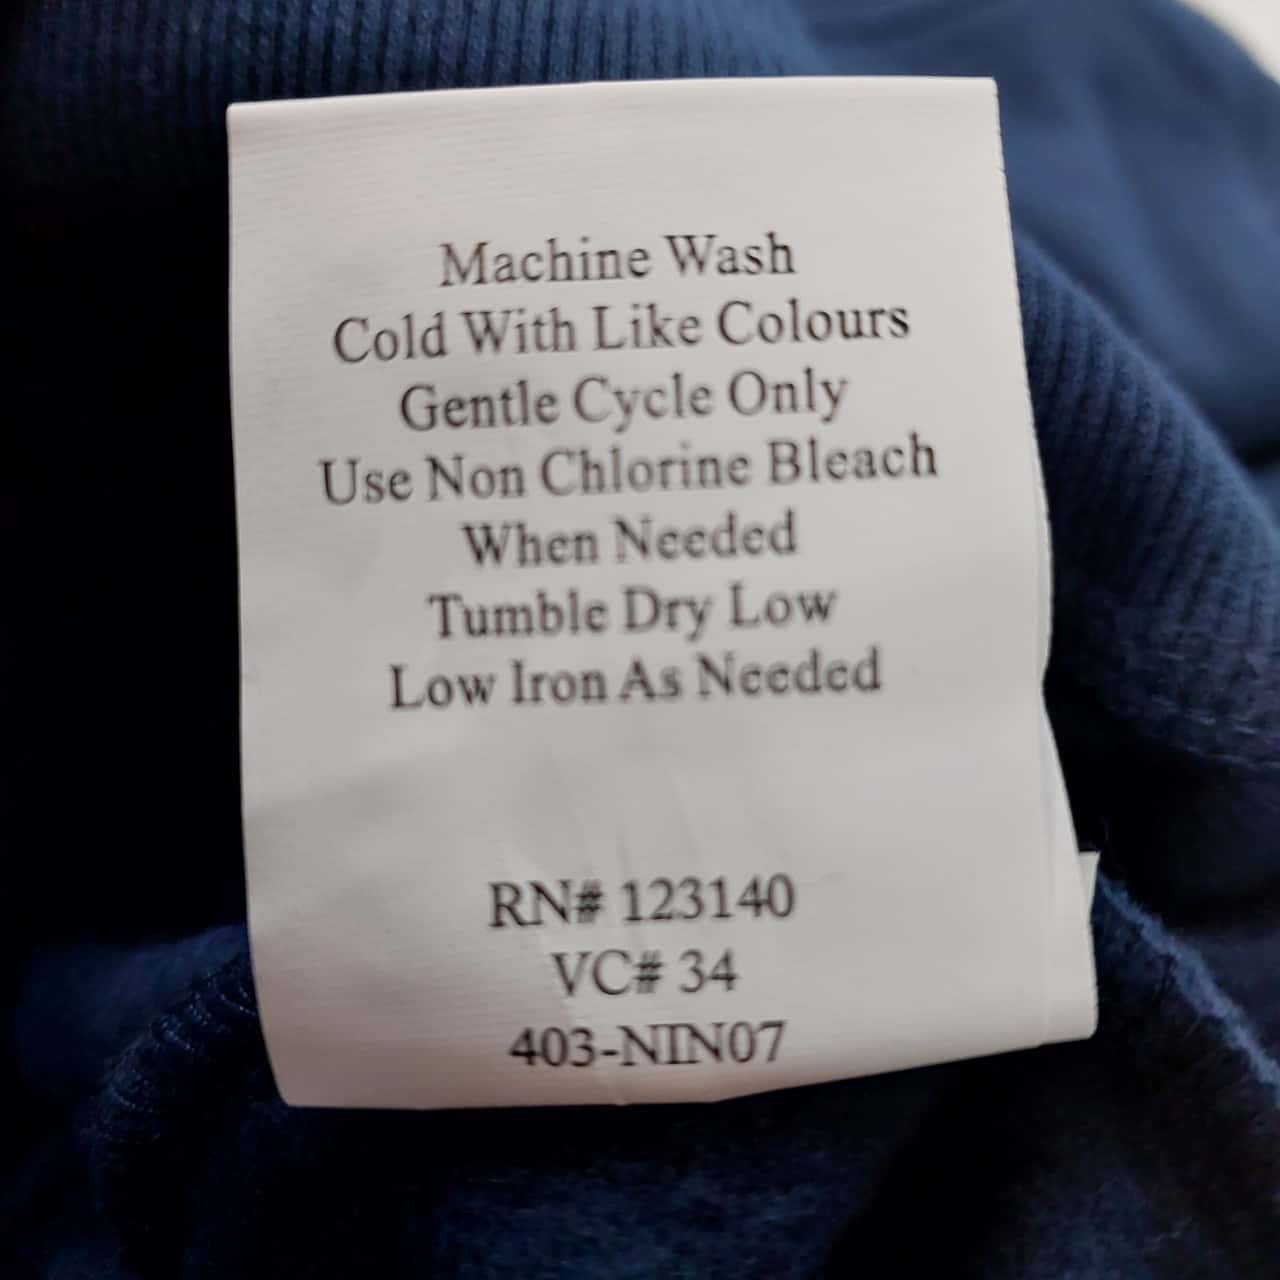 Machine Wash
Cold With Like Colours
Gentle Cycle Only
Use Non Chlorine Bleach
When Needed
Tumble Dry Low
Low Iron As Needed
RN# 123140
VC# 34
403-NIN07